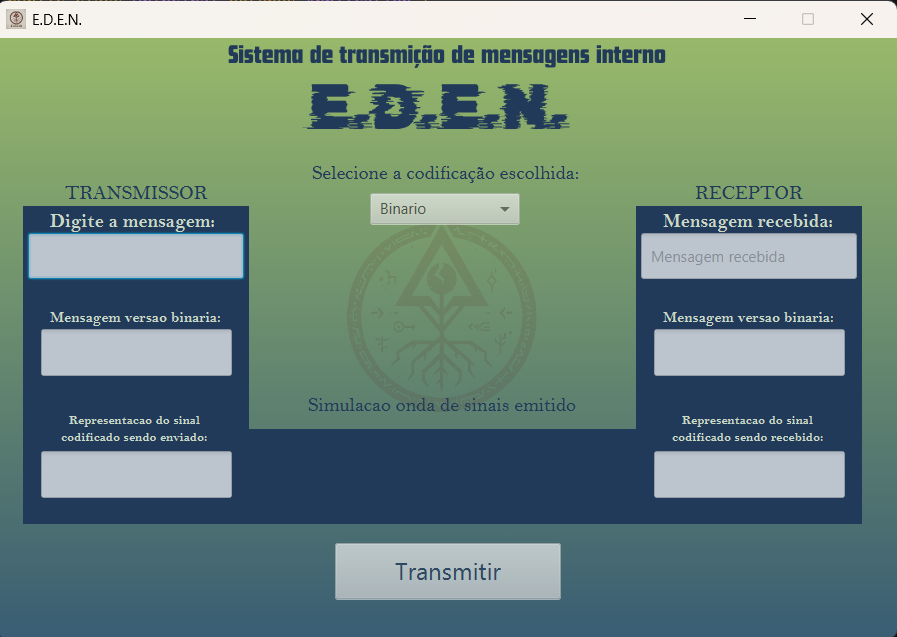 E.D.E.N.
Sistema de transmição de mensagens interno
E.D.E.N.
Selecione a codificação escolhida:
Binario
TRANSMISSOR
Digite a mensagem:
Mensagem versao binaria:
Representacao do sinal
codificado sendo enviado:
Simulacao onda de sinais emitido
RECEPTOR
Mensagem recebida:
Mensagem recebida
Mensagem versao binaria:
Representacao do sinal
codificado sendo recebido:
Transmitir